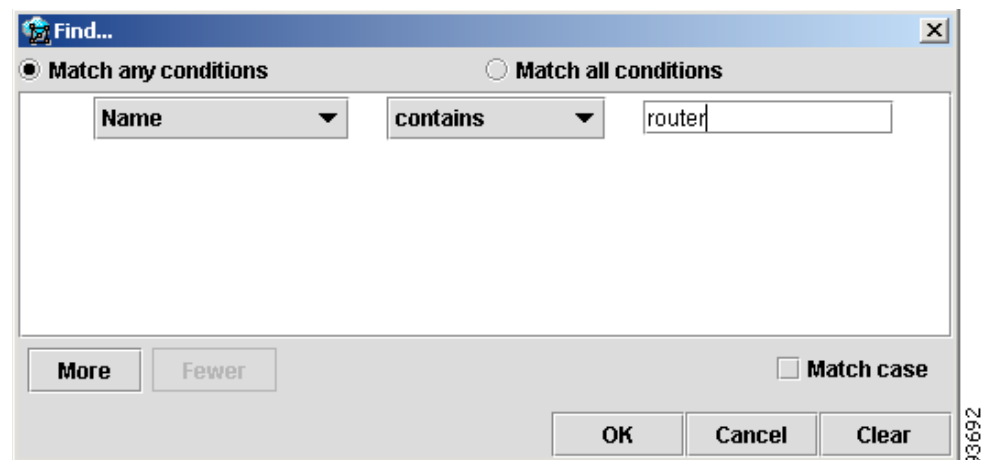 Find...
Match any conditions Match all conditions
Name contains router
More Fewer Match case
OK Cancel Clear
93692